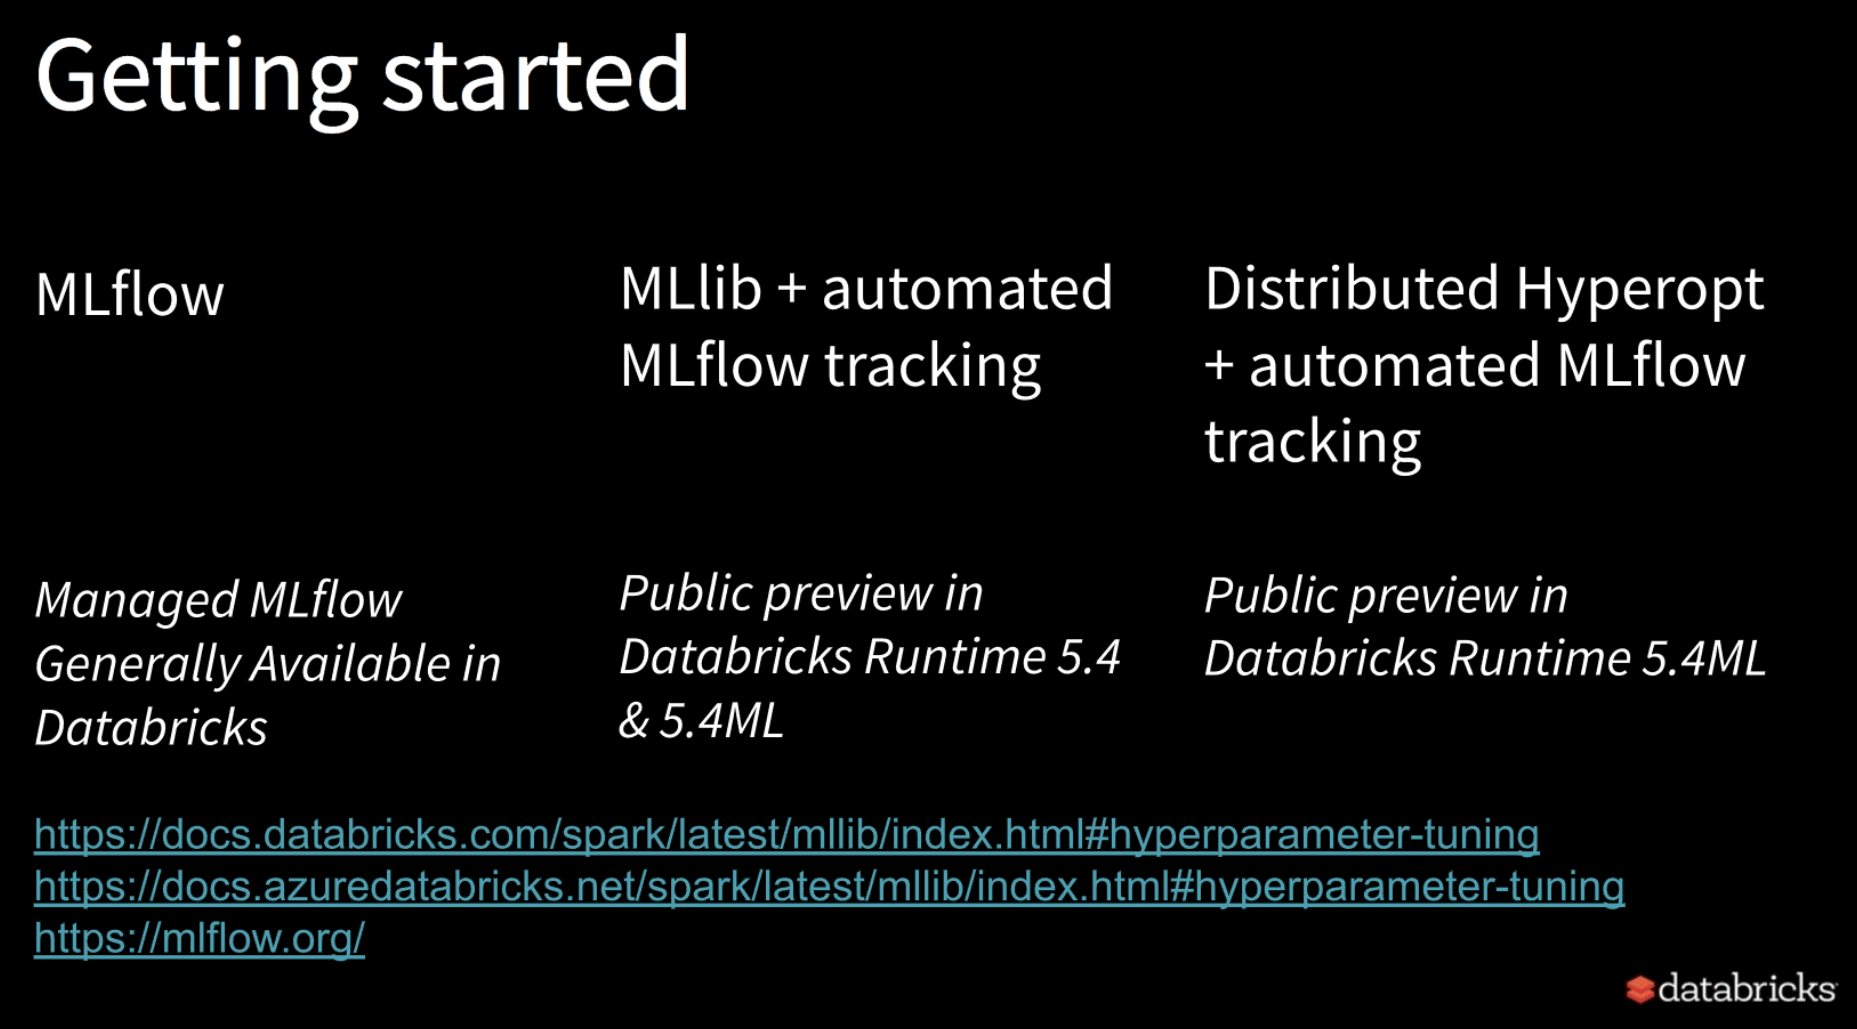 Getting started
MLflow
MLlib + automated
MLflow tracking
Distributed Hyperopt
+ automated MLflow
tracking
Managed MLflow
Generally Available in
Databricks
Public preview in
Databricks Runtime 5.4
& 5.4ML
Public preview in
Databricks Runtime 5.4ML
https://docs.databricks.com/spark/latest/mllib/index.html#hyperparameter-tuning
https://docs.azuredatabricks.net/spark/latest/mllib/index.html#hyperparameter-tuning
https://mlflow.org/
databricks